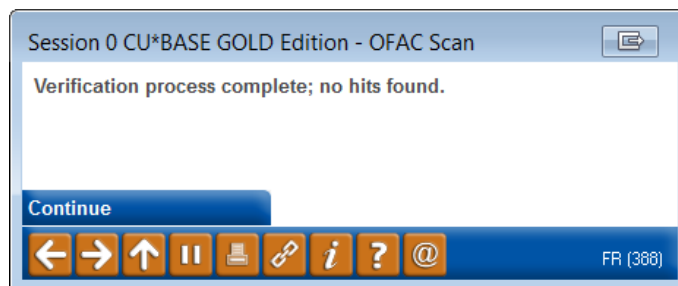 Session 0 CU*BASE GOLD Edition - OFAC Scan
Verification process complete; no hits found.
Continue
i ? @
FR (388)